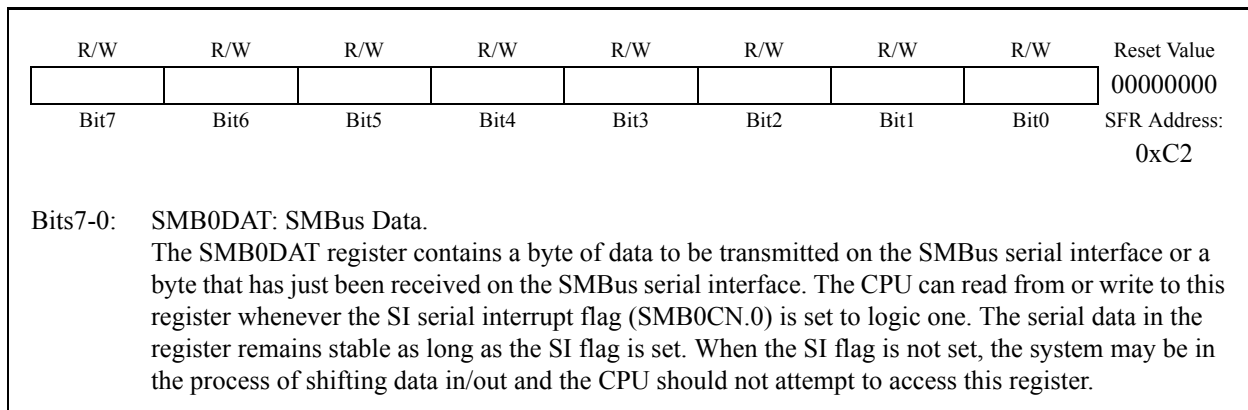 R/W R/W R/W R/W R/W R/W R/W R/W Reset Value
00000000
Bit7 Bit6 Bit5 Bit4 Bit3 Bit2 Bit1 Bit0 SFR Address:
0xC2
Bits7-0: SMB0DAT: SMBus Data.
The SMB0DAT register contains a byte of data to be transmitted on the SMBus serial interface or a
byte that has just been received on the SMBus serial interface. The CPU can read from or write to this
register whenever the SI serial interrupt flag (SMB0CN.0) is set to logic one. The serial data in the
register remains stable as long as the SI flag is set. When the SI flag is not set, the system may be in
the process of shifting data in/out and the CPU should not attempt to access this register.